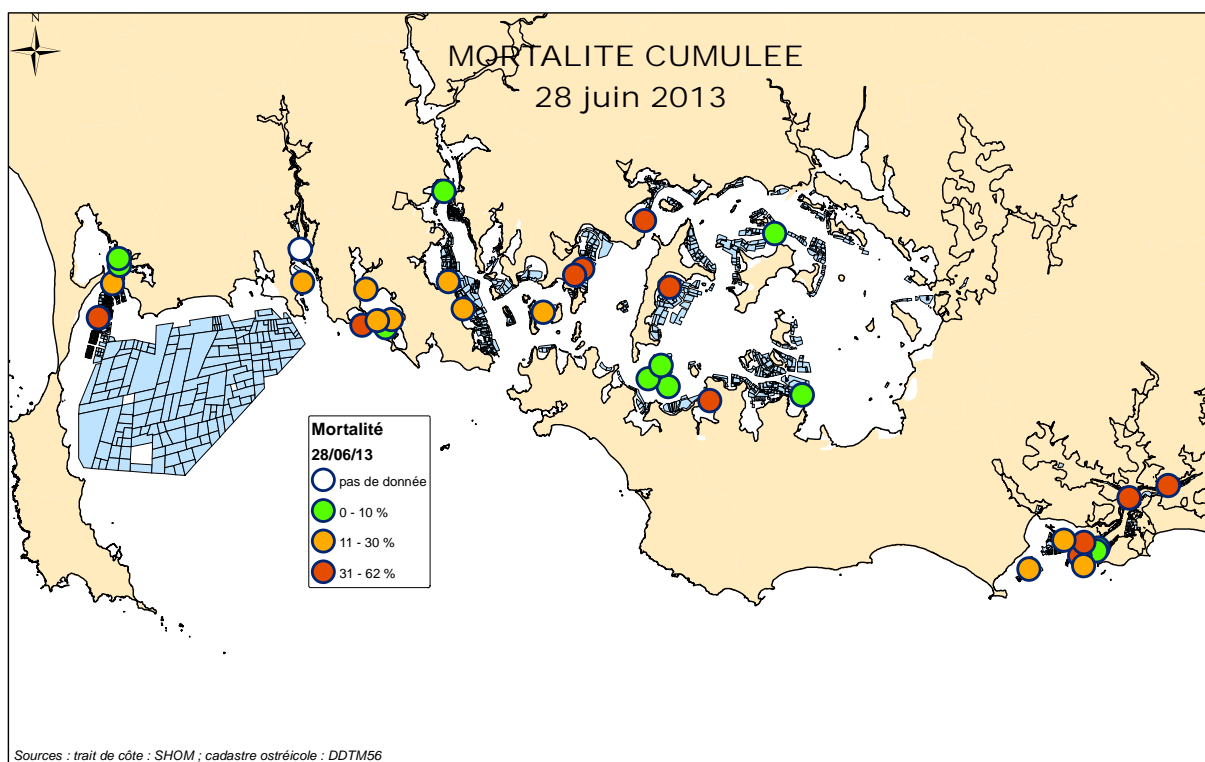 N
MORTALITE CUMULEE
28 juin 2013
Mortalité
28/06/13
pas de donnée
0 - 10 %
11 - 30 %
31 - 62 %
Sources : trait de côte : SHOM ; cadastre ostréicole : DDTM56